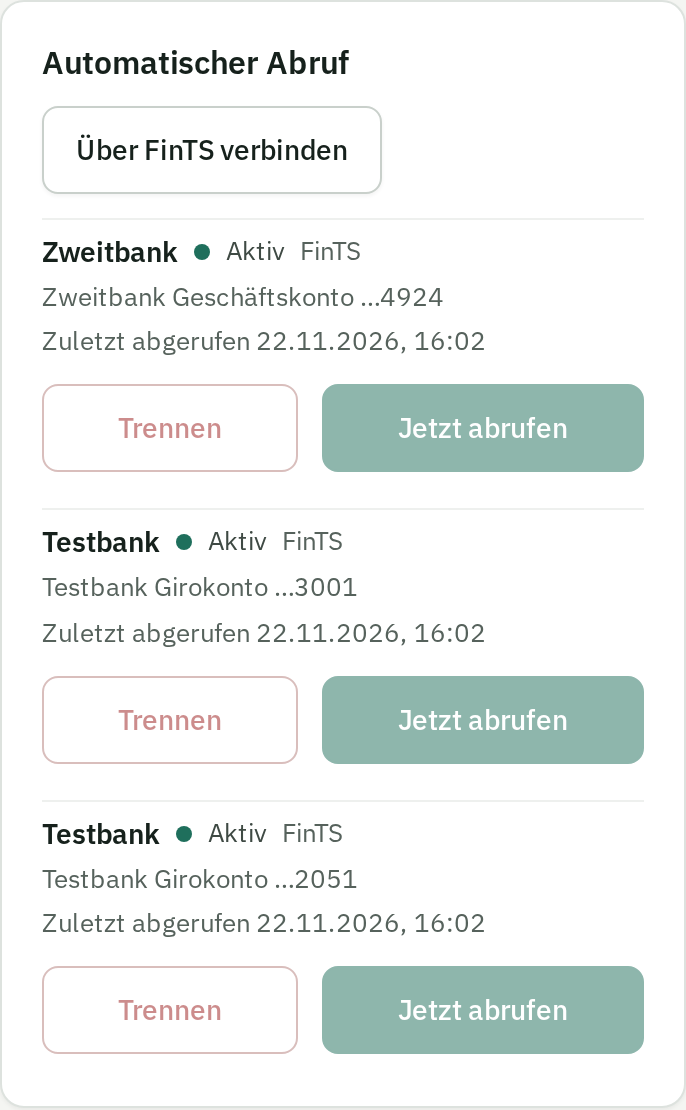 Automatischer Abruf
Über FinTS verbinden
Zweitbank Aktiv FinTS
Zweitbank Geschäftskonto …4924
Zuletzt abgerufen 22.11.2026, 16:02
Trennen Jetzt abrufen
Testbank Aktiv FinTS
Testbank Girokonto …3001
Zuletzt abgerufen 22.11.2026, 16:02
Trennen Jetzt abrufen
Testbank Aktiv FinTS
Testbank Girokonto …2051
Zuletzt abgerufen 22.11.2026, 16:02
Trennen Jetzt abrufen